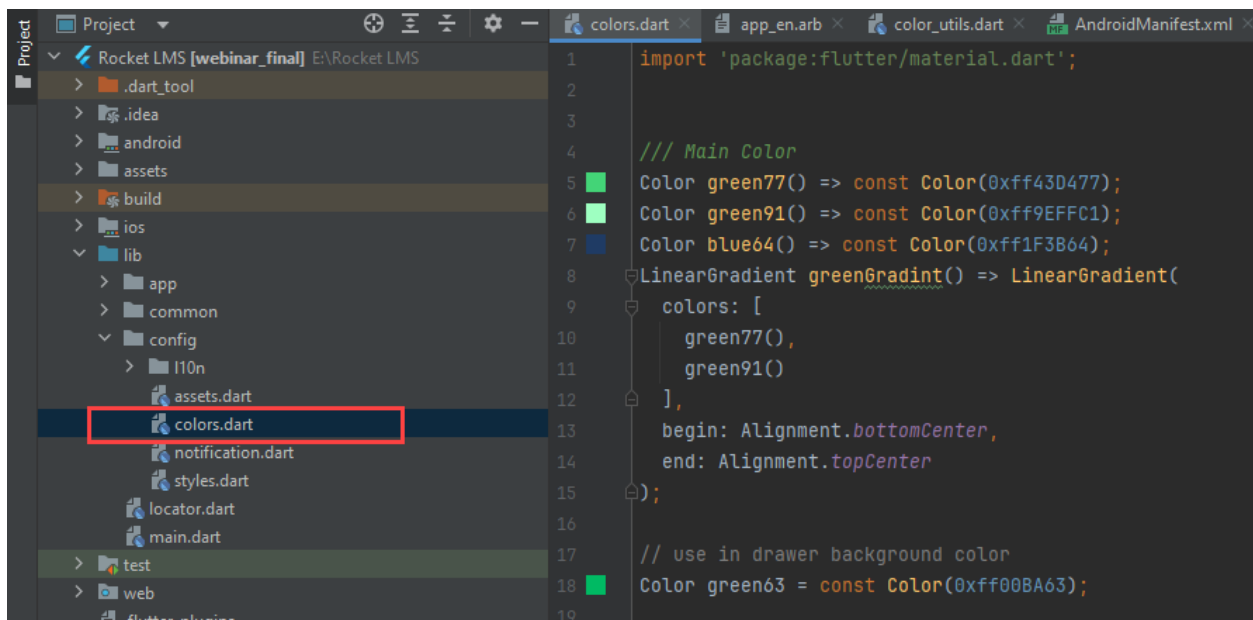 Project
Project
Rocket LMS [webinar_final] E:\Rocket LMS
.dart_tool
.idea
android
assets
build
ios
lib
app
common
config
l10n
assets.dart
colors.dart
notification.dart
styles.dart
locator.dart
main.dart
test
web
.flutter-plugins
colors.dart
app_en.arb
color_utils.dart
AndroidManifest.xml
1 import 'package:flutter/material.dart';
2
3
4 /// Main Color
5 Color green77() => const Color(0xff43D477);
6 Color green91() => const Color(0xff9EFFC1);
7 Color blue64() => const Color(0xff1F3B64);
8 LinearGradient greenGradint() => LinearGradient(
9 colors: [
10 green77(),
11 green91()
12 ],
13 begin: Alignment.bottomCenter,
14 end: Alignment.topCenter
15 );
16
17 // use in drawer background color
18 Color green63 = const Color(0xff00BA63);
19